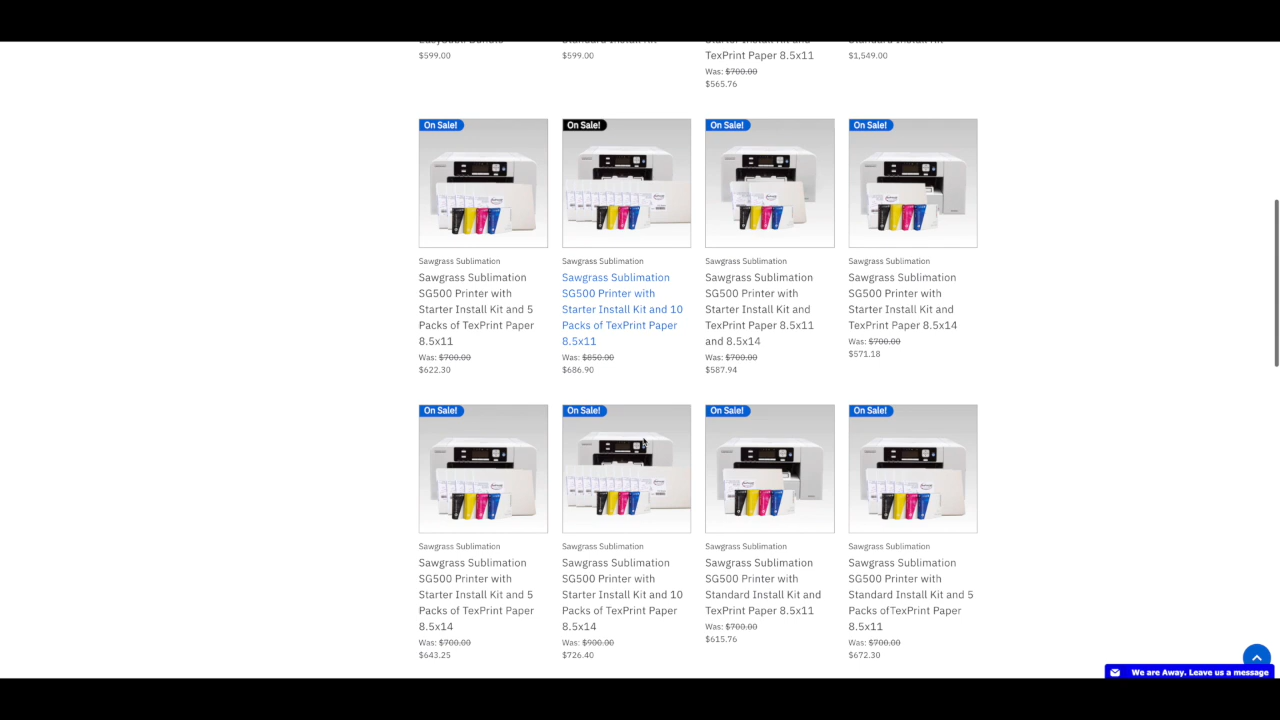 $599.00
$599.00
TexPrint Paper 8.5x11
Was: $700.00
$565.76
$1,549.00
On Sale!
Sawgrass Sublimation
Sawgrass Sublimation
SG500 Printer with
Starter Install Kit and 5
Packs of TexPrint Paper
8.5x11
Was: $700.00
$622.30
On Sale!
Sawgrass Sublimation
Sawgrass Sublimation
SG500 Printer with
Starter Install Kit and 10
Packs of TexPrint Paper
8.5x11
Was: $850.00
$686.90
On Sale!
Sawgrass Sublimation
Sawgrass Sublimation
SG500 Printer with
Starter Install Kit and
TexPrint Paper 8.5x11
and 8.5x14
Was: $700.00
$587.94
On Sale!
Sawgrass Sublimation
Sawgrass Sublimation
SG500 Printer with
Starter Install Kit and
TexPrint Paper 8.5x14
Was: $700.00
$571.18
On Sale!
Sawgrass Sublimation
Sawgrass Sublimation
SG500 Printer with
Starter Install Kit and 5
Packs of TexPrint Paper
8.5x14
Was: $700.00
$643.25
On Sale!
Sawgrass Sublimation
Sawgrass Sublimation
SG500 Printer with
Starter Install Kit and 10
Packs of TexPrint Paper
8.5x14
Was: $900.00
$726.40
On Sale!
Sawgrass Sublimation
Sawgrass Sublimation
SG500 Printer with
Standard Install Kit and
TexPrint Paper 8.5x11
Was: $700.00
$615.76
On Sale!
Sawgrass Sublimation
Sawgrass Sublimation
SG500 Printer with
Standard Install Kit and 5
Packs ofTexPrint Paper
8.5x11
Was: $700.00
$672.30
We are Away. Leave us a message